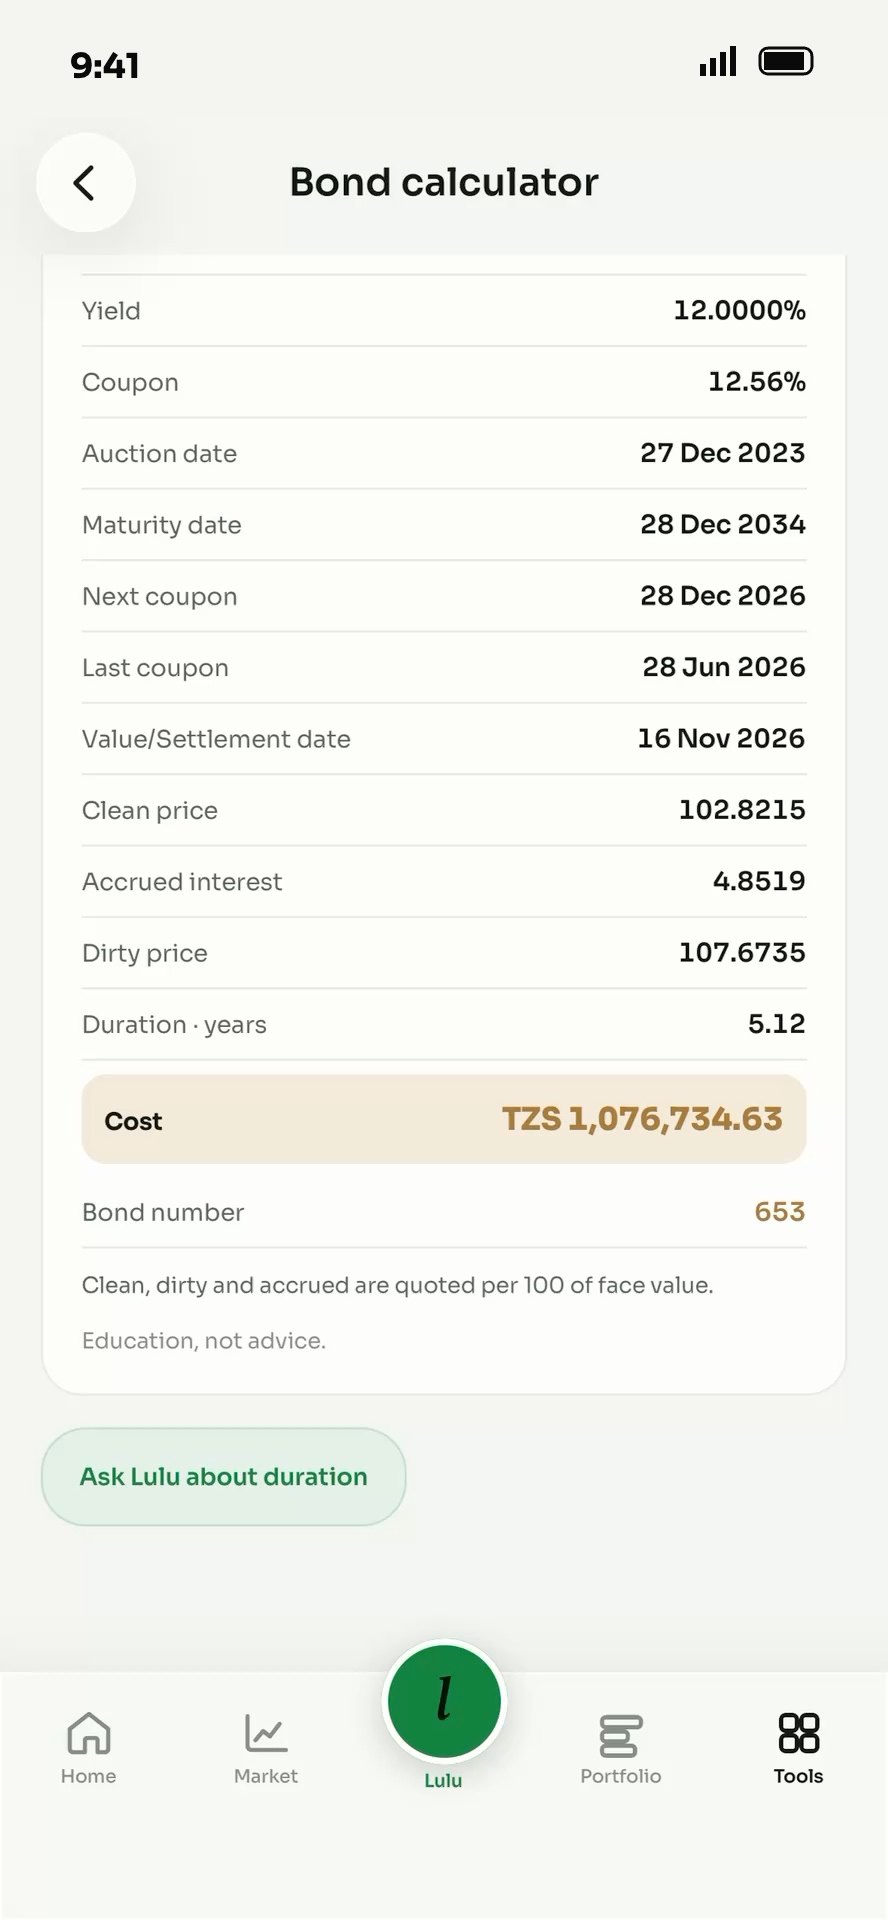 9:41
Bond calculator
Yield 12.0000%
Coupon 12.56%
Auction date 27 Dec 2023
Maturity date 28 Dec 2034
Next coupon 28 Dec 2026
Last coupon 28 Jun 2026
Value/Settlement date 16 Nov 2026
Clean price 102.8215
Accrued interest 4.8519
Dirty price 107.6735
Duration · years 5.12
Cost TZS 1,076,734.63
Bond number 653
Clean, dirty and accrued are quoted per 100 of face value.
Education, not advice.
Ask Lulu about duration
l
Home Market Lulu Portfolio Tools